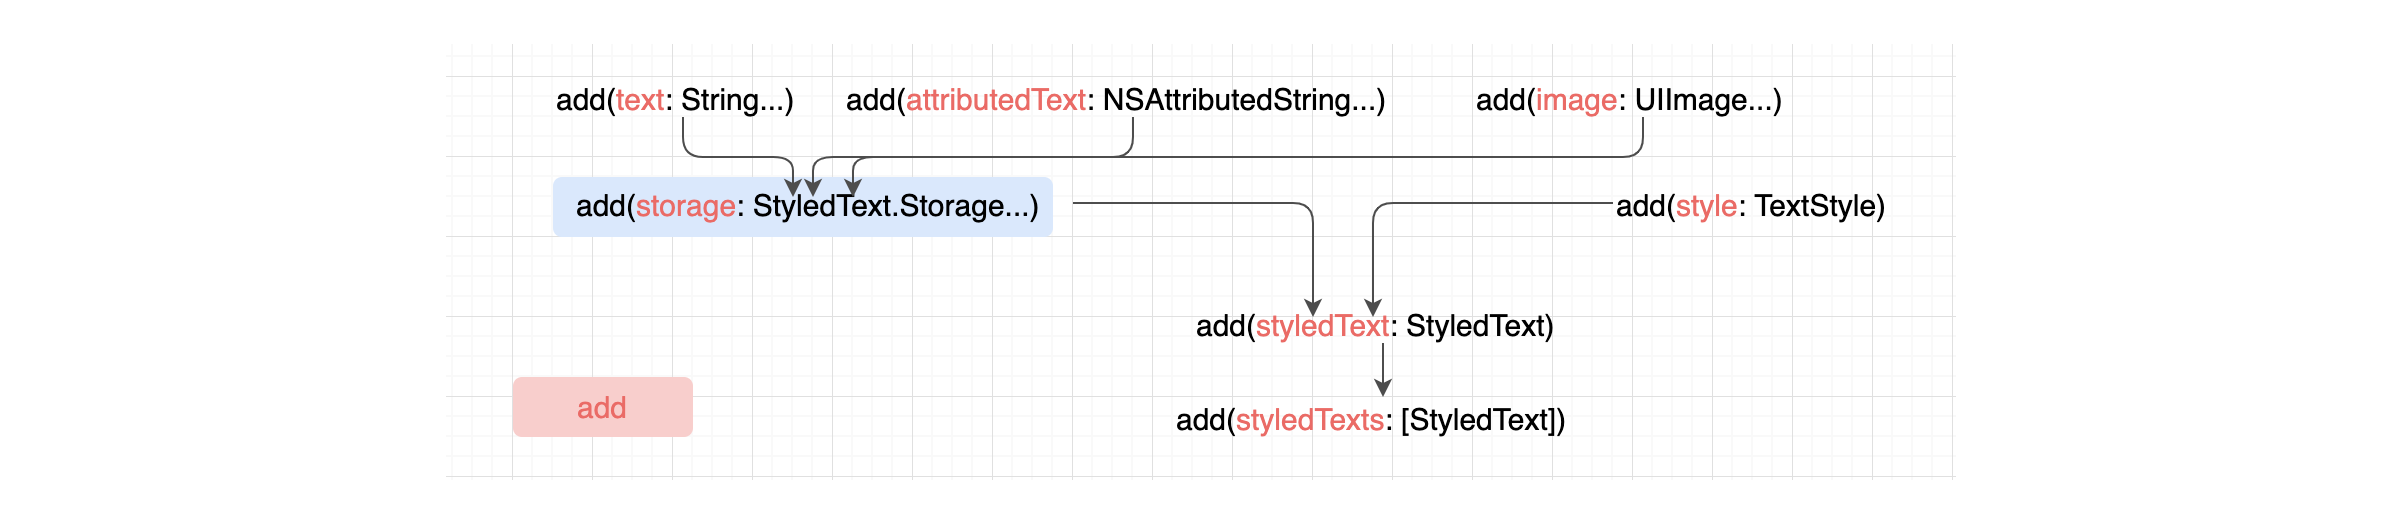 add(text: String...) add(attributedText: NSAttributedString...) add(image: UIImage...)
add(storage: StyledText.Storage...) add(style: TextStyle)
add(styledText: StyledText)
add
add(styledTexts: [StyledText])